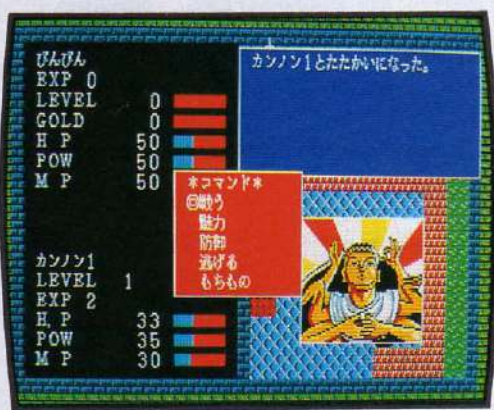 ぴんぴん
EXP 0
LEVEL 0
GOLD 0
H P 50
POW 50
M P 50
カンノン1
LEVEL 1
EXP 2
H,P 33
POW 35
M P 30
カンノン1とたたかいになった。
*コマンド*
回戦う
魅力
防御
逃げる
もちもの